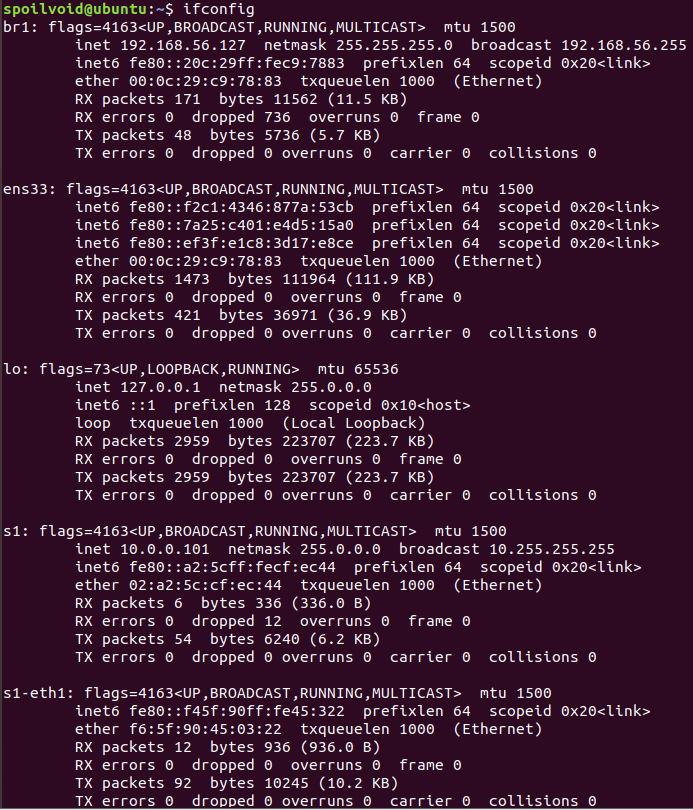 spoilvoid@ubuntu:~$ ifconfig
br1: flags=4163<UP,BROADCAST,RUNNING,MULTICAST>  mtu 1500
        inet 192.168.56.127  netmask 255.255.255.0  broadcast 192.168.56.255
        inet6 fe80::20c:29ff:fec9:7883  prefixlen 64  scopeid 0x20<link>
        ether 00:0c:29:c9:78:83  txqueuelen 1000  (Ethernet)
        RX packets 171  bytes 11562 (11.5 KB)
        RX errors 0  dropped 736  overruns 0  frame 0
        TX packets 48  bytes 5736 (5.7 KB)
        TX errors 0  dropped 0 overruns 0  carrier 0  collisions 0

ens33: flags=4163<UP,BROADCAST,RUNNING,MULTICAST>  mtu 1500
        inet6 fe80::f2c1:4346:877a:53cb  prefixlen 64  scopeid 0x20<link>
        inet6 fe80::7a25:c401:e4d5:15a0  prefixlen 64  scopeid 0x20<link>
        inet6 fe80::ef3f:e1c8:3d17:e8ce  prefixlen 64  scopeid 0x20<link>
        ether 00:0c:29:c9:78:83  txqueuelen 1000  (Ethernet)
        RX packets 1473  bytes 111964 (111.9 KB)
        RX errors 0  dropped 0  overruns 0  frame 0
        TX packets 421  bytes 36971 (36.9 KB)
        TX errors 0  dropped 0 overruns 0  carrier 0  collisions 0

lo: flags=73<UP,LOOPBACK,RUNNING>  mtu 65536
        inet 127.0.0.1  netmask 255.0.0.0
        inet6 ::1  prefixlen 128  scopeid 0x10<host>
        loop  txqueuelen 1000  (Local Loopback)
        RX packets 2959  bytes 223707 (223.7 KB)
        RX errors 0  dropped 0  overruns 0  frame 0
        TX packets 2959  bytes 223707 (223.7 KB)
        TX errors 0  dropped 0 overruns 0  carrier 0  collisions 0

s1: flags=4163<UP,BROADCAST,RUNNING,MULTICAST>  mtu 1500
        inet 10.0.0.101  netmask 255.0.0.0  broadcast 10.255.255.255
        inet6 fe80::a2:5cff:fecf:ec44  prefixlen 64  scopeid 0x20<link>
        ether 02:a2:5c:cf:ec:44  txqueuelen 1000  (Ethernet)
        RX packets 6  bytes 336 (336.0 B)
        RX errors 0  dropped 12  overruns 0  frame 0
        TX packets 54  bytes 6240 (6.2 KB)
        TX errors 0  dropped 0 overruns 0  carrier 0  collisions 0

s1-eth1: flags=4163<UP,BROADCAST,RUNNING,MULTICAST>  mtu 1500
        inet6 fe80::f45f:90ff:fe45:322  prefixlen 64  scopeid 0x20<link>
        ether f6:5f:90:45:03:22  txqueuelen 1000  (Ethernet)
        RX packets 12  bytes 936 (936.0 B)
        RX errors 0  dropped 0  overruns 0  frame 0
        TX packets 92  bytes 10245 (10.2 KB)
        TX errors 0  dropped 0 overruns 0  carrier 0  collisions 0